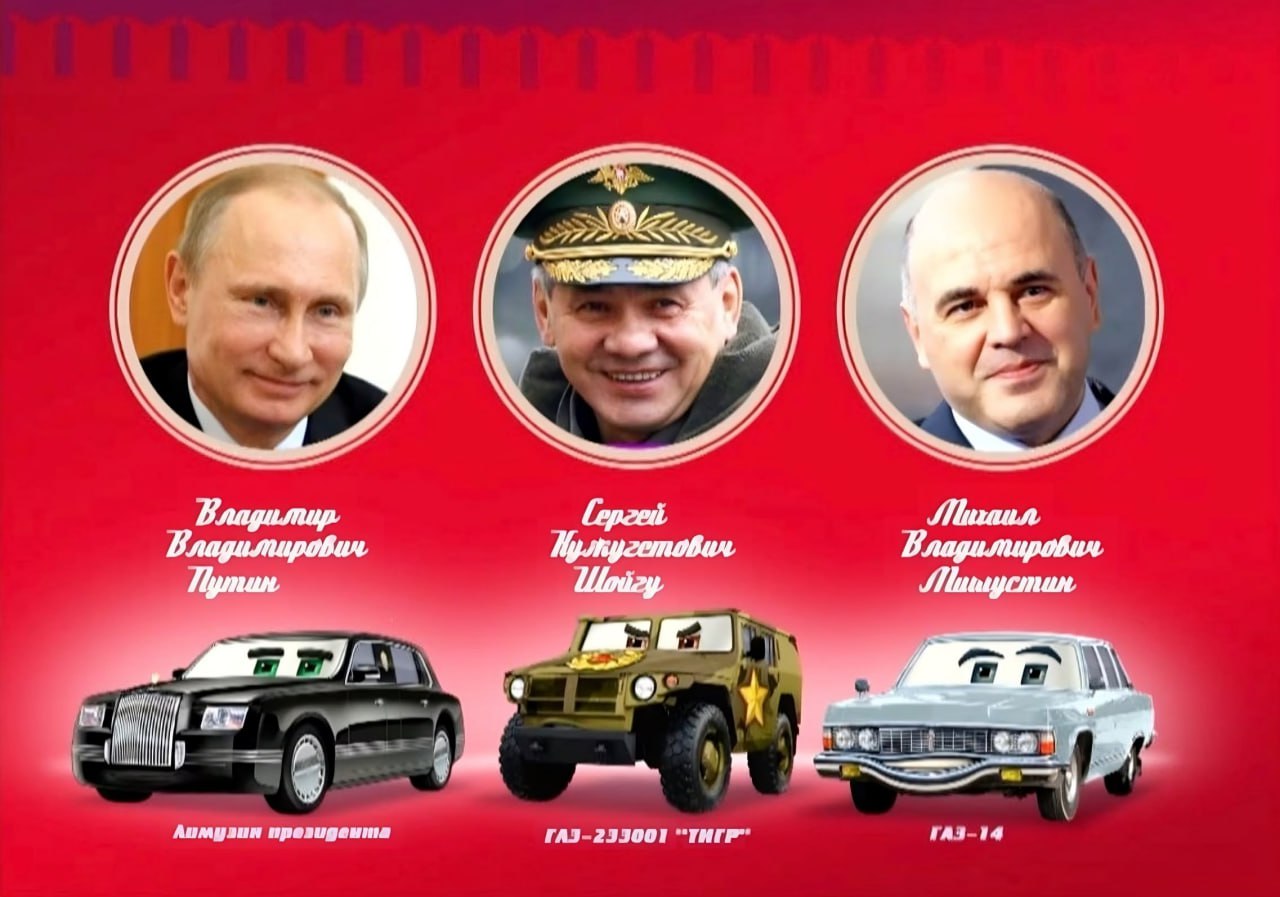 Владимир
Владимирович
Путин
Сергей
Кужугетович
Шойгу
Михаил
Владимирович
Мишустин
Лимузин президента
ГАЗ-233001 "ТИГР"
ГАЗ-14